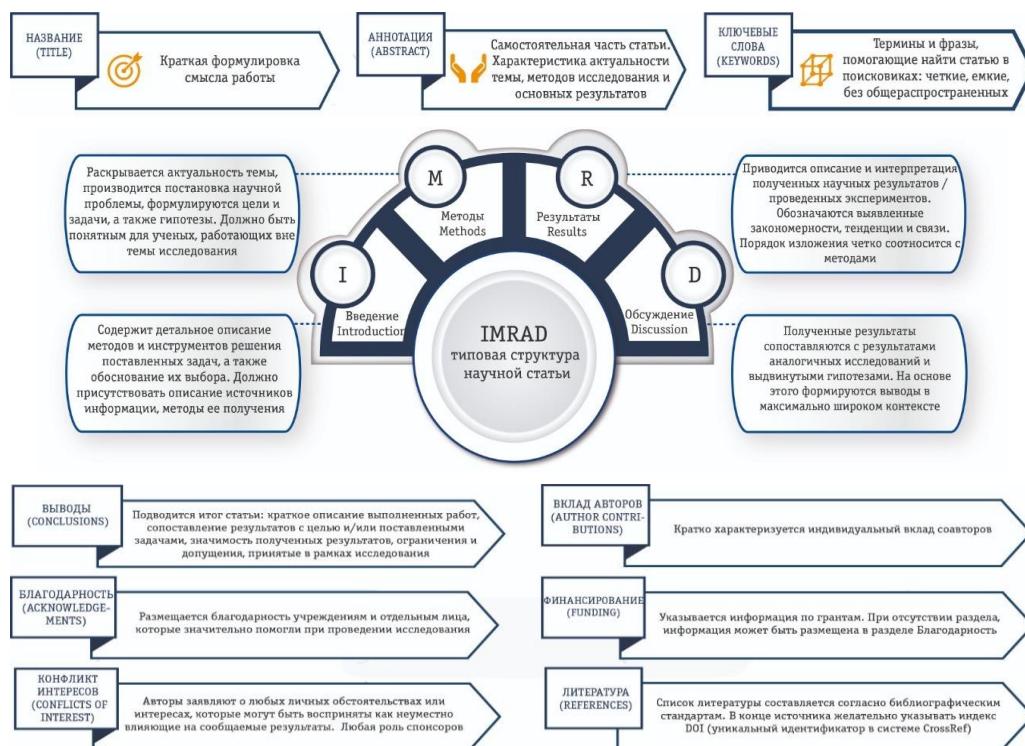 НАЗВАНИЕ
(TITLE)
Краткая формулировка
смысла работы
АННОТАЦИЯ
(ABSTRACT)
Самостоятельная часть статьи.
Характеристика актуальности
темы, методов исследования и
основных результатов
КЛЮЧЕВЫЕ
СЛОВА
(KEYWORDS)
Термины и фразы,
помогающие найти статью в
поисковиках: четкие, емкие,
без общераспространенных
Раскрывается актуальность темы,
производится постановка научной
проблемы, формулируются цели и
задачи, а также гипотезы. Должно быть
понятным для ученых, работающих вне
темы исследования
M
Методы
Methods
R
Результаты
Results
Приводится описание и интерпретация
полученных научных результатов /
проведенных экспериментов.
Обозначаются выявленные
закономерности, тенденции и связи.
Порядок изложения четко соотносится с
методами
I
Введение
Introduction
D
Обсуждение
Discussion
IMRAD
типовая структура
научной статьи
Содержит детальное описание
методов и инструментов решения
поставленных задач, а также
обоснование их выбора. Должно
присутствовать описание источников
информации, методы ее получения
Полученные результаты
сопоставляются с результатами
аналогичных исследований и
выдвинутыми гипотезами. На основе
этого формируются выводы в
максимально широком контексте
ВЫВОДЫ
(CONCLUSIONS)
Подводится итог статьи: краткое описание выполненных работ,
сопоставление результатов с целью и/или поставленными
задачами, значимость полученных результатов, ограничения и
допущения, принятые в рамках исследования
ВКЛАД АВТОРОВ
(AUTHOR CONTRI-
BUTIONS)
Кратко характеризуется индивидуальный вклад соавторов
БЛАГОДАРНОСТЬ
(ACKNOWLEDGE-
MENTS)
Размещается благодарность учреждениям и отдельным лица,
которые значительно помогли при проведении исследования
ФИНАНСИРОВАНИЕ
(FUNDING)
Указывается информация по грантам. При отсутствии раздела,
информация может быть размещена в разделе Благодарность
КОНФЛИКТ
ИНТЕРЕСОВ
(CONFLICTS OF
INTEREST)
Авторы заявляют о любых личных обстоятельствах или
интересах, которые могут быть восприняты как неуместно
влияющие на сообщаемые результаты. Любая роль спонсоров
ЛИТЕРАТУРА
(REFERENCES)
Список литературы составляется согласно библиографическим
стандартам. В конце источника желательно указывать индекс
DOI (уникальный идентификатор в системе CrossRef)